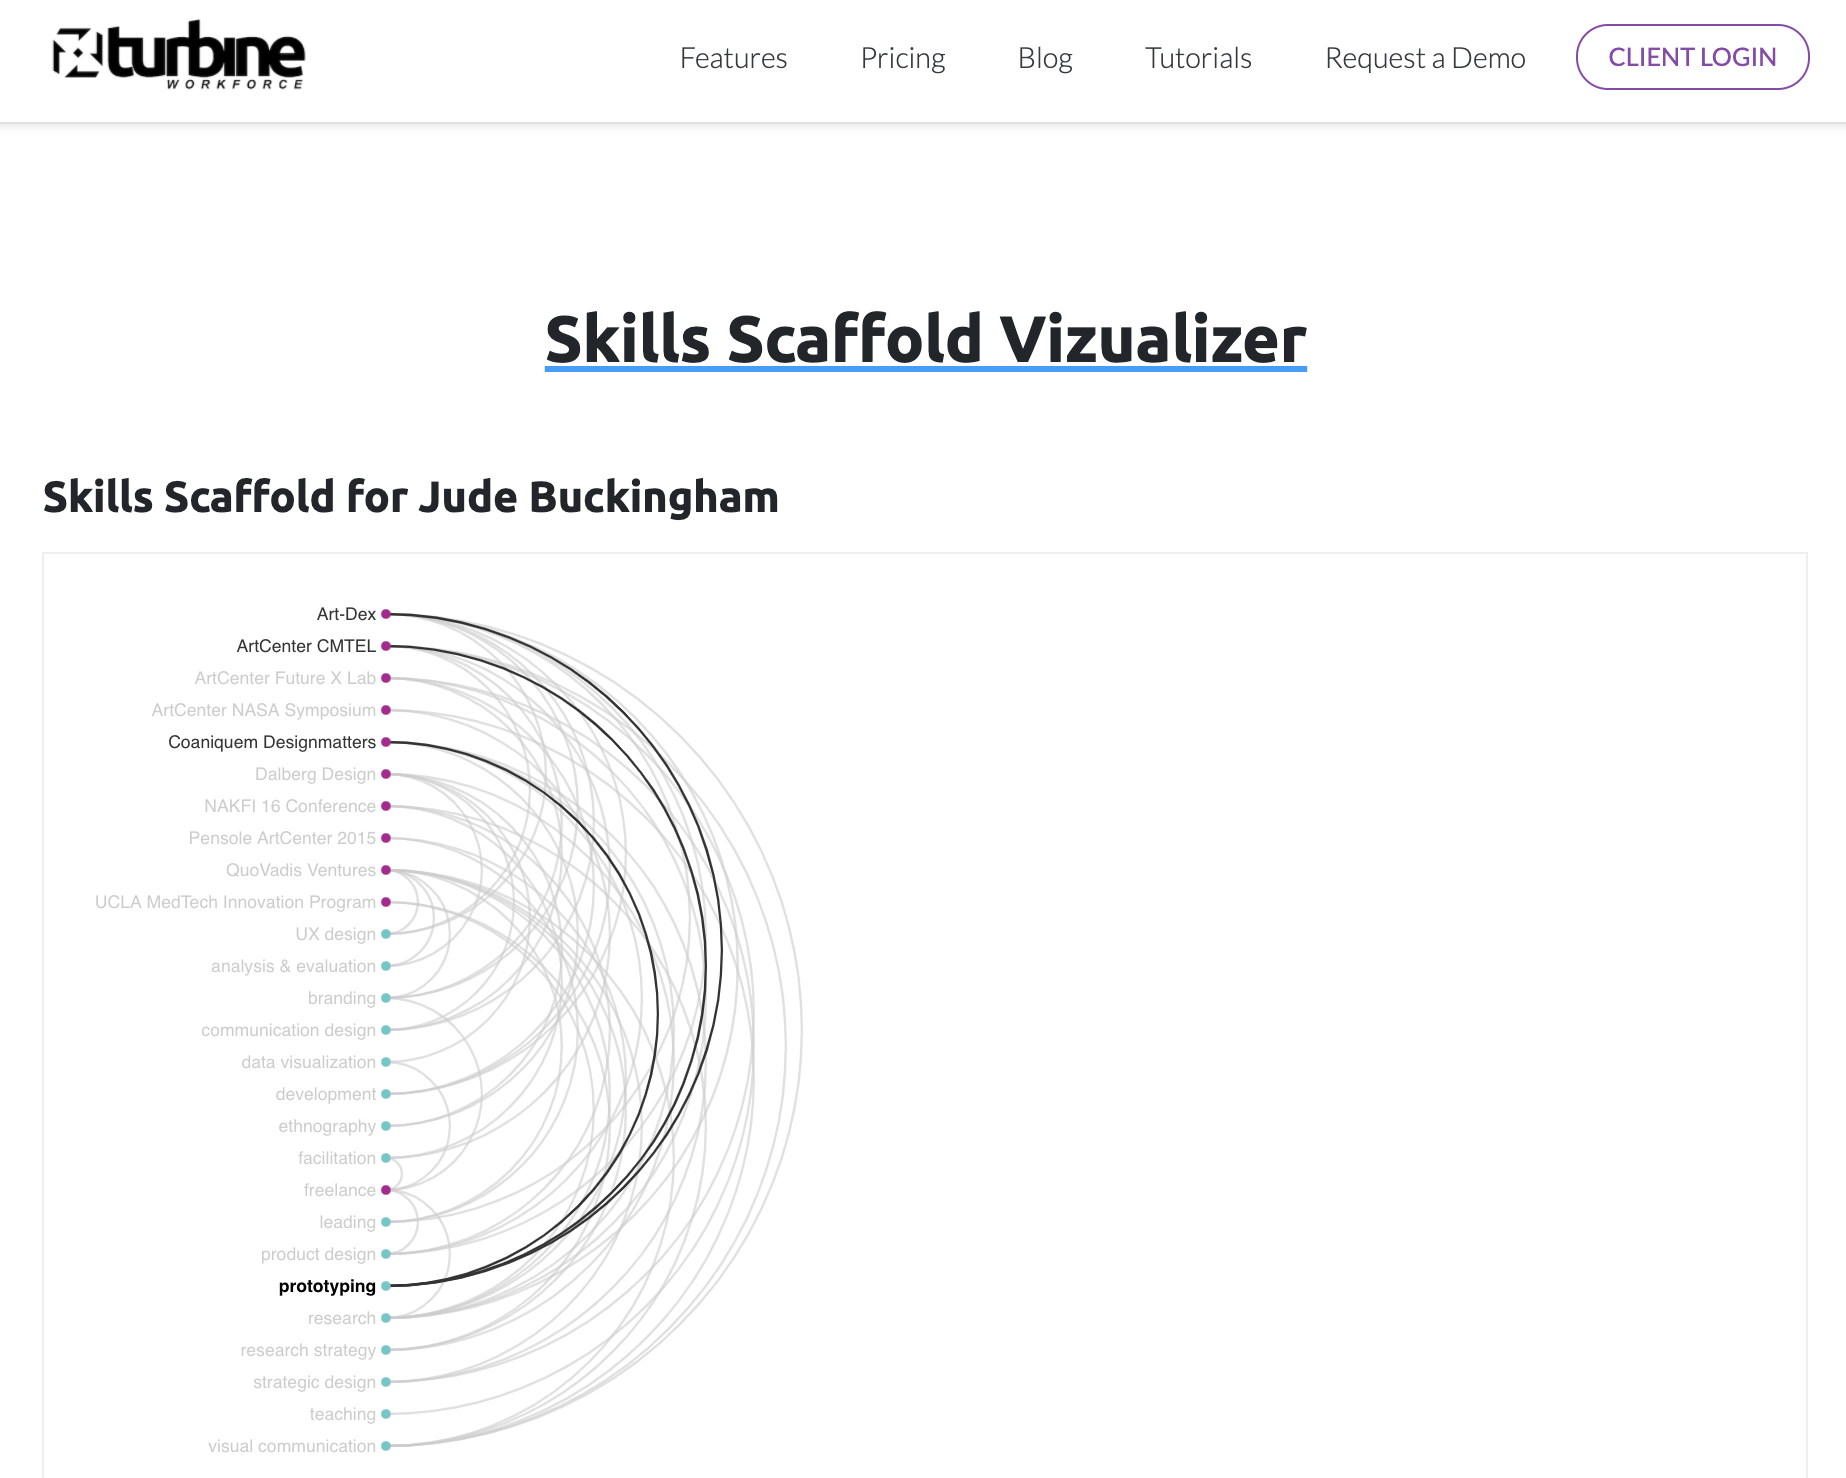 turbine
WORKFORCE
Features Pricing Blog Tutorials Request a Demo CLIENT LOGIN
Skills Scaffold Vizualizer
Skills Scaffold for Jude Buckingham
Art-Dex
ArtCenter CMTEL
ArtCenter Future X Lab
ArtCenter NASA Symposium
Coaniquem Designmatters
Dalberg Design
NAKFI 16 Conference
Pensole ArtCenter 2015
QuoVadis Ventures
UCLA MedTech Innovation Program
UX design
analysis & evaluation
branding
communication design
data visualization
development
ethnography
facilitation
freelance
leading
product design
prototyping
research
research strategy
strategic design
teaching
visual communication